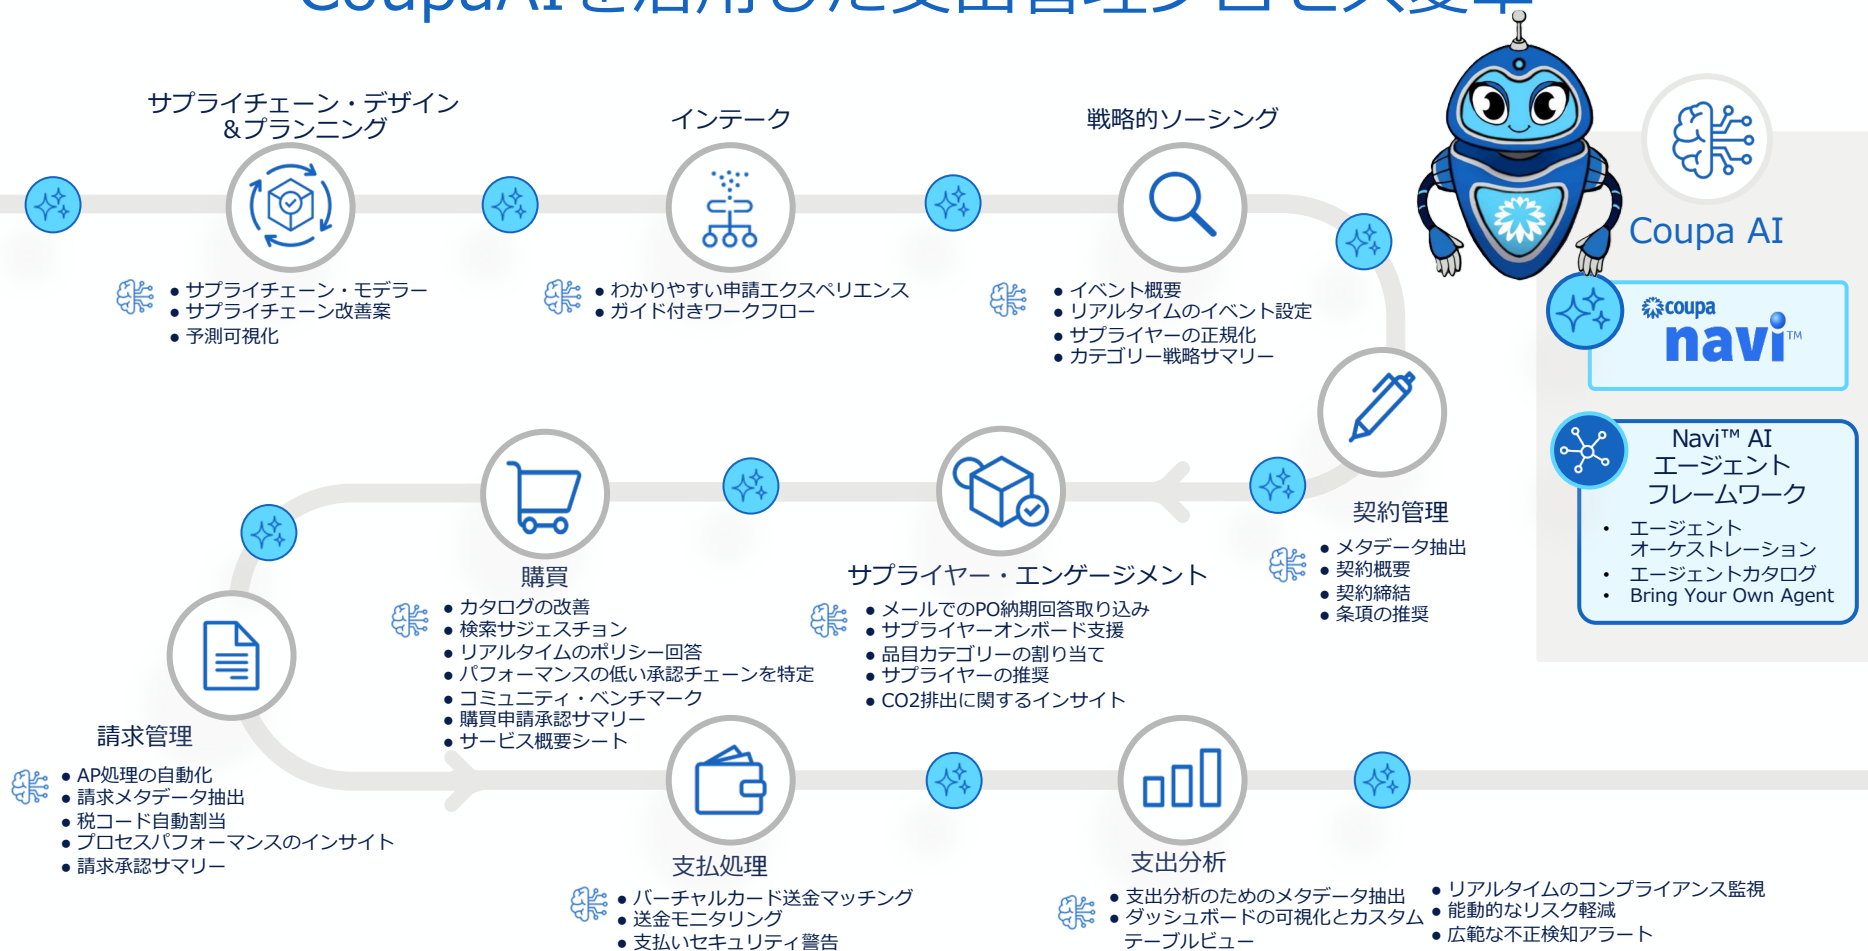 CoupaAIを活用した支出管理プロセス変革
サプライチェーン・デザイン
&プランニング
インテーク
戦略的ソーシング
Coupa AI
● サプライチェーン・モデラー
● サプライチェーン改善案
● 予測可視化
● わかりやすい申請エクスペリエンス
● ガイド付きワークフロー
● イベント概要
● リアルタイムのイベント設定
● サプライヤーの正規化
● カテゴリー戦略サマリー
coupa
navi™
Navi™ AI
エージェント
フレームワーク
• エージェント
オーケストレーション
• エージェントカタログ
• Bring Your Own Agent
契約管理
● メタデータ抽出
● 契約概要
● 契約締結
● 条項の推奨
サプライヤー・エンゲージメント
● メールでのPO納期回答取り込み
● サプライヤーオンボード支援
● 品目カテゴリーの割り当て
● サプライヤーの推奨
● CO2排出に関するインサイト
購買
● カタログの改善
● 検索サジェスチョン
● リアルタイムのポリシー回答
● パフォーマンスの低い承認チェーンを特定
● コミュニティ・ベンチマーク
● 購買申請承認サマリー
● サービス概要シート
請求管理
● AP処理の自動化
● 請求メタデータ抽出
● 税コード自動割当
● プロセスパフォーマンスのインサイト
● 請求承認サマリー
支払処理
● バーチャルカード送金マッチング
● 送金モニタリング
● 支払いセキュリティ警告
支出分析
● 支出分析のためのメタデータ抽出
● ダッシュボードの可視化とカスタム
テーブルビュー
● リアルタイムのコンプライアンス監視
● 能動的なリスク軽減
● 広範な不正検知アラート